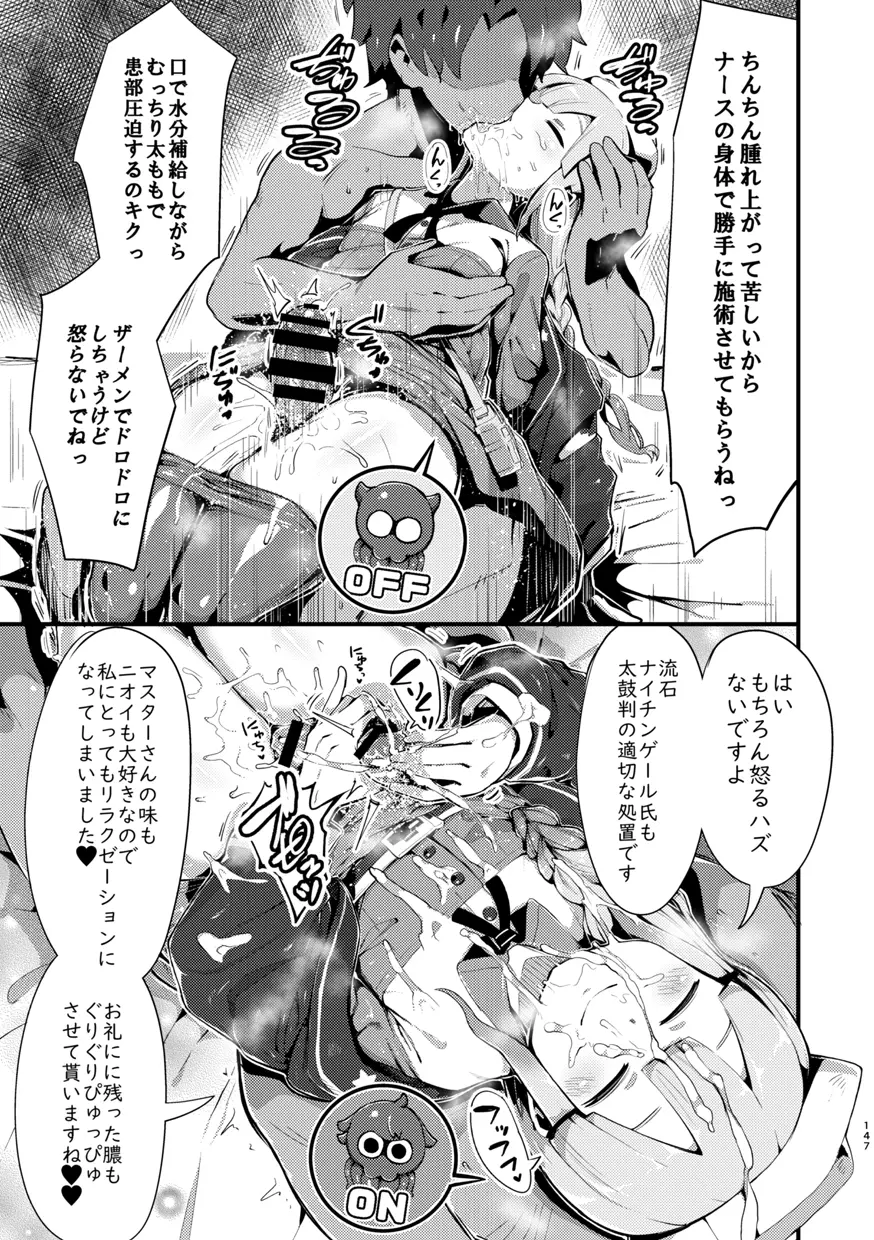 ちんちん腫れ上がって苦しいから
ナースの身体で勝手に施術させてもらうねっ
口で水分補給しながら
むっちり太ももで
患部圧迫するのキクっ
ザーメンでドロドロに
しちゃうけど
怒らないでねっ
んく♡
んく♡
OFF
はい
もちろん怒るハズ
ないですよ
流石
ナイチンゲール氏も
太鼓判の適切な処置です
マスターさんの味も
ニオイも大好きなので
私にとってもリラクゼーションに
なってしまいました♥
お礼にに残った膿も
ぐりぐりぴゅっぴゅ
させて貰いますね♥♥
にゅちっ
にゅちっ
ON
147